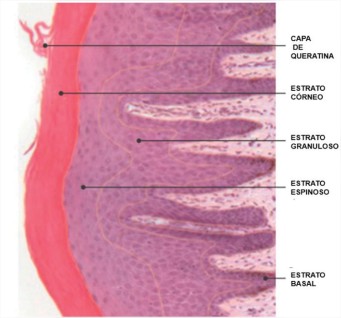 CAPA
DE
QUERATINA
ESTRATO
CÓRNEO
ESTRATO
GRANULOSO
ESTRATO
ESPINOSO
ESTRATO
BASAL